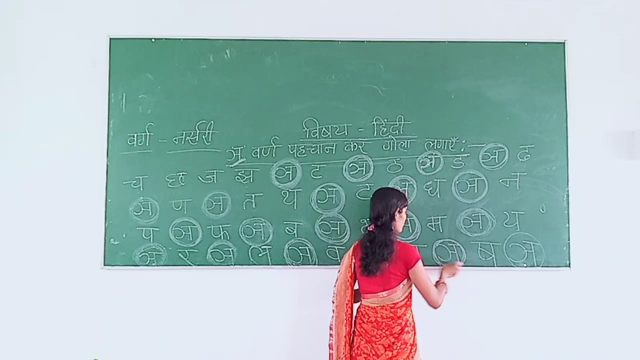 वर्ग - नर्सरी विषय - हिंदी
ञ वर्ण पहचान कर गोला लगाएँ :-
च छ ज झ ञ ट ञ ठ ञ ड ञ ढ
ञ ण ञ त थ ञ द ञ ध ञ न
प ञ फ ञ ब ञ ञ म ञ य
ञ र ञ ल ञ व ञ ष ञ